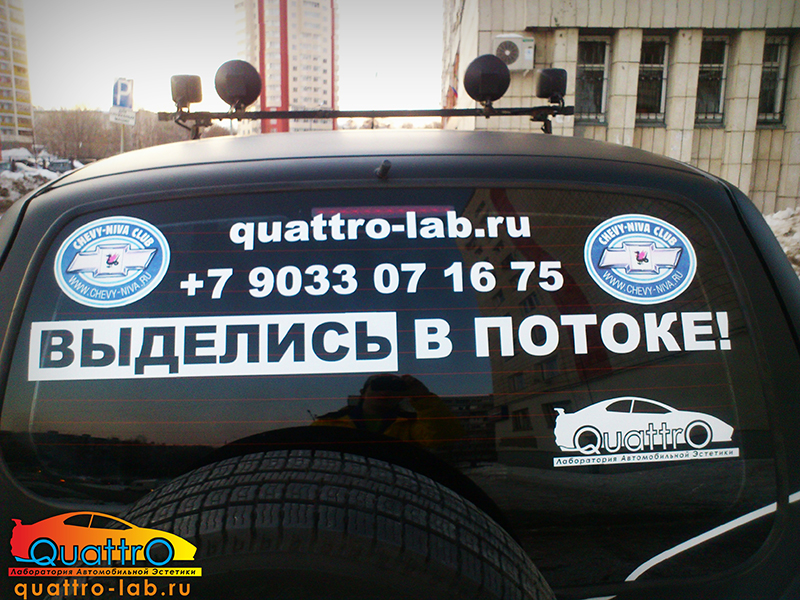 P
quattro-lab.ru
CHEVY-NIVA CLUB
WWW.CHEVY-NIVA.RU
CHEVY-NIVA CLUB
WWW.CHEVY-NIVA.RU
+7 9033 07 16 75
ВЫДЕЛИСЬ В ПОТОКЕ!
QuattrO
Лаборатория Автомобильной Эстетики
QuattrO
Лаборатория Автомобильной Эстетики
quattro-lab.ru